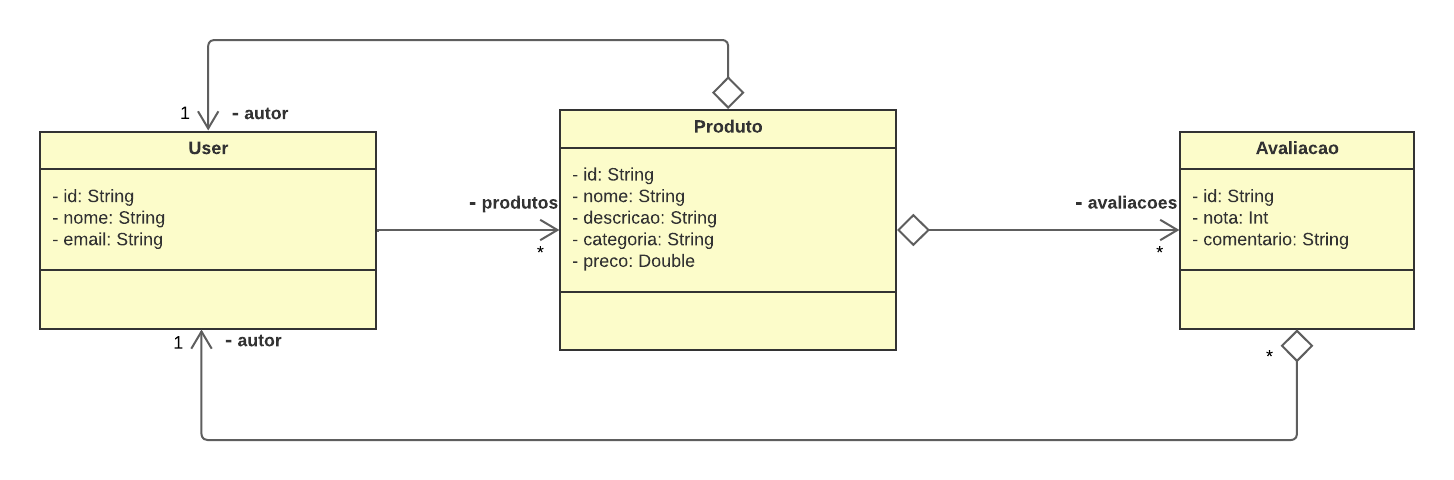 1
- autor
User
- id: String
- nome: String
- email: String
1
- autor
- produtos
*
Produto
- id: String
- nome: String
- descricao: String
- categoria: String
- preco: Double
- avaliacoes
*
Avaliacao
- id: String
- nota: Int
- comentario: String
*